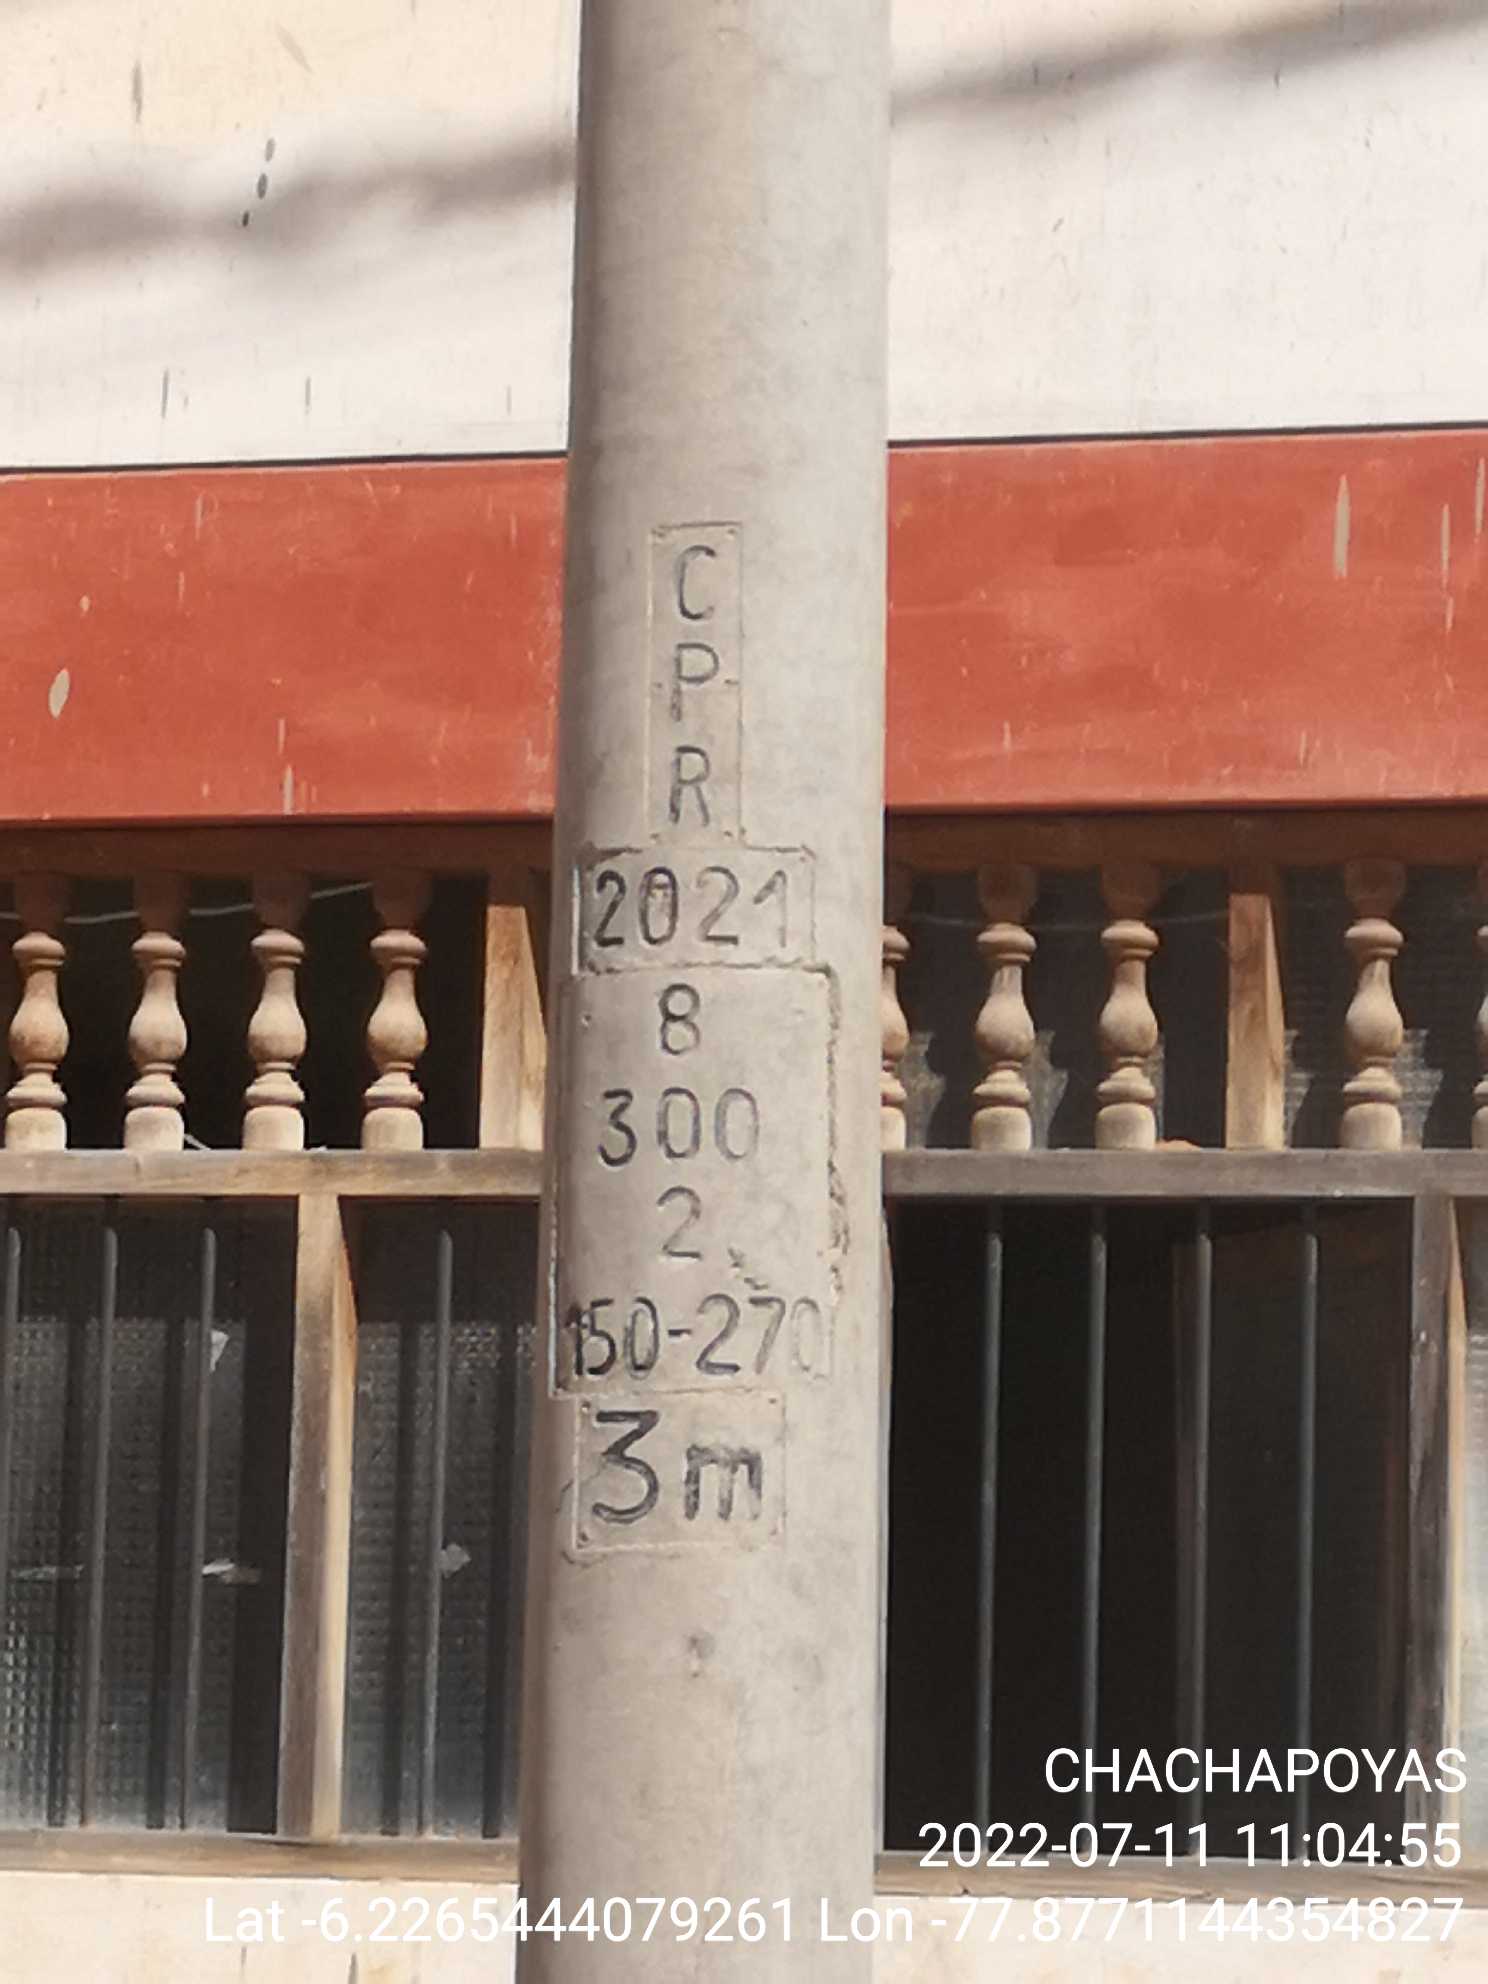 C
P
R
2021
8
300
2
150-270
3m
CHACHAPOYAS
2022-07-11 11:04:55
Lat -6.2265444079261 Lon -77.8771144354827